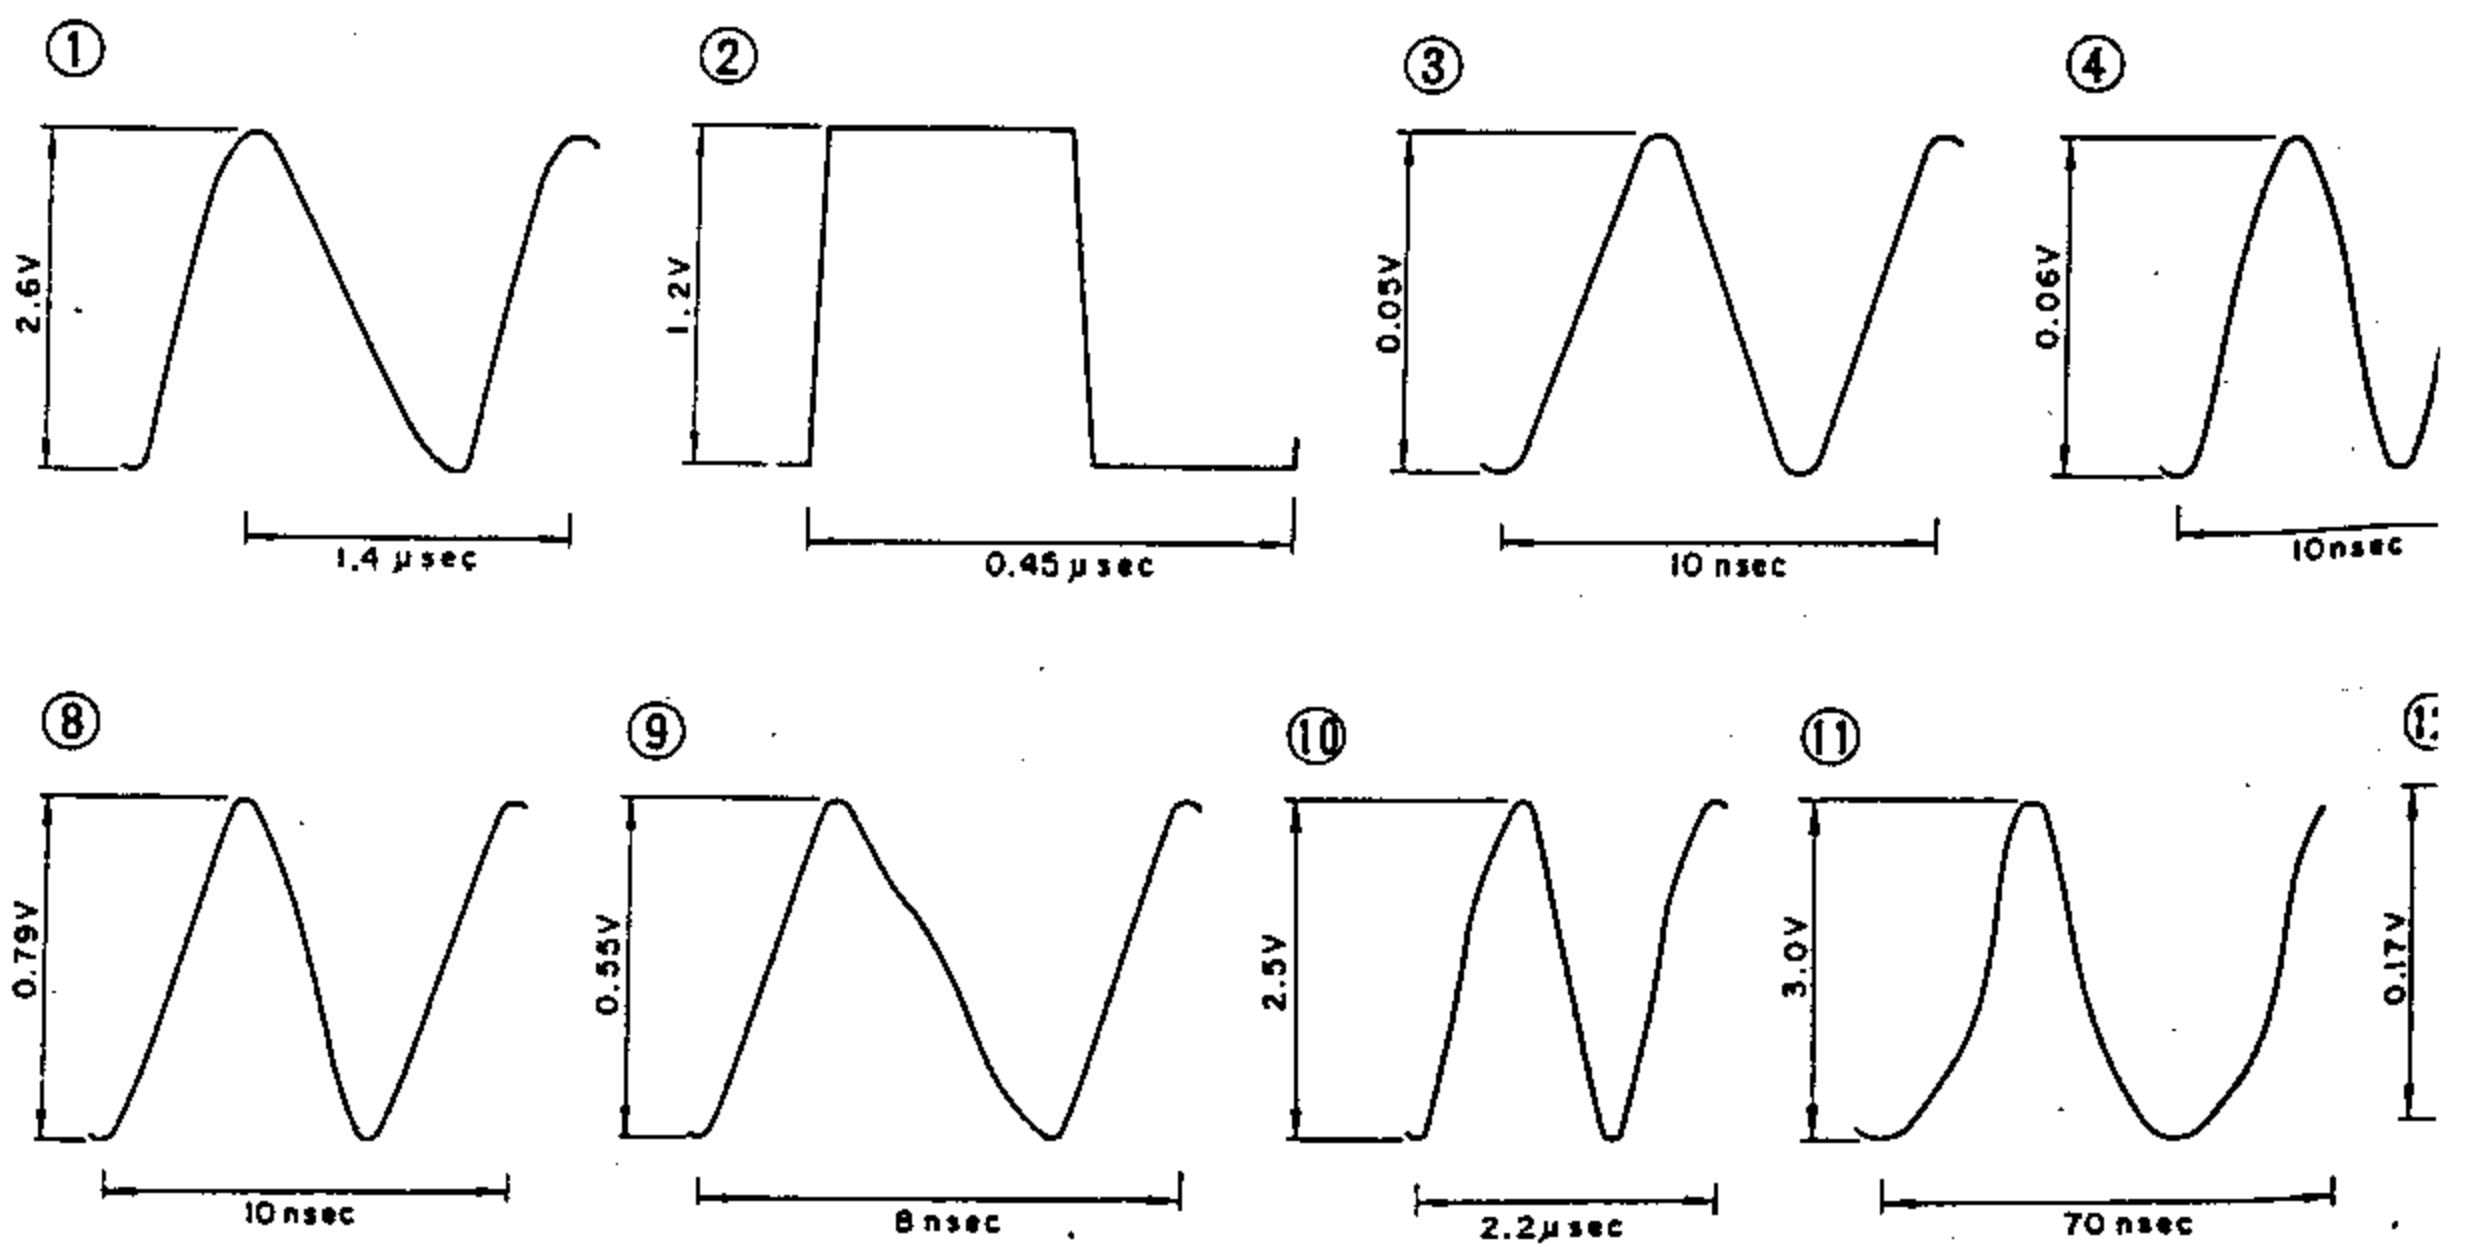 ① ② ③ ④
2.6V
1.4 μsec
1.2V
0.45 μsec
0.05V
10 nsec
0.06V
10nsec
⑧ ⑨ ⑩ ⑪
0.79V
10 nsec
0.55V
8 nsec
2.5V
2.2μsec
3.0V
70 nsec
0.17V